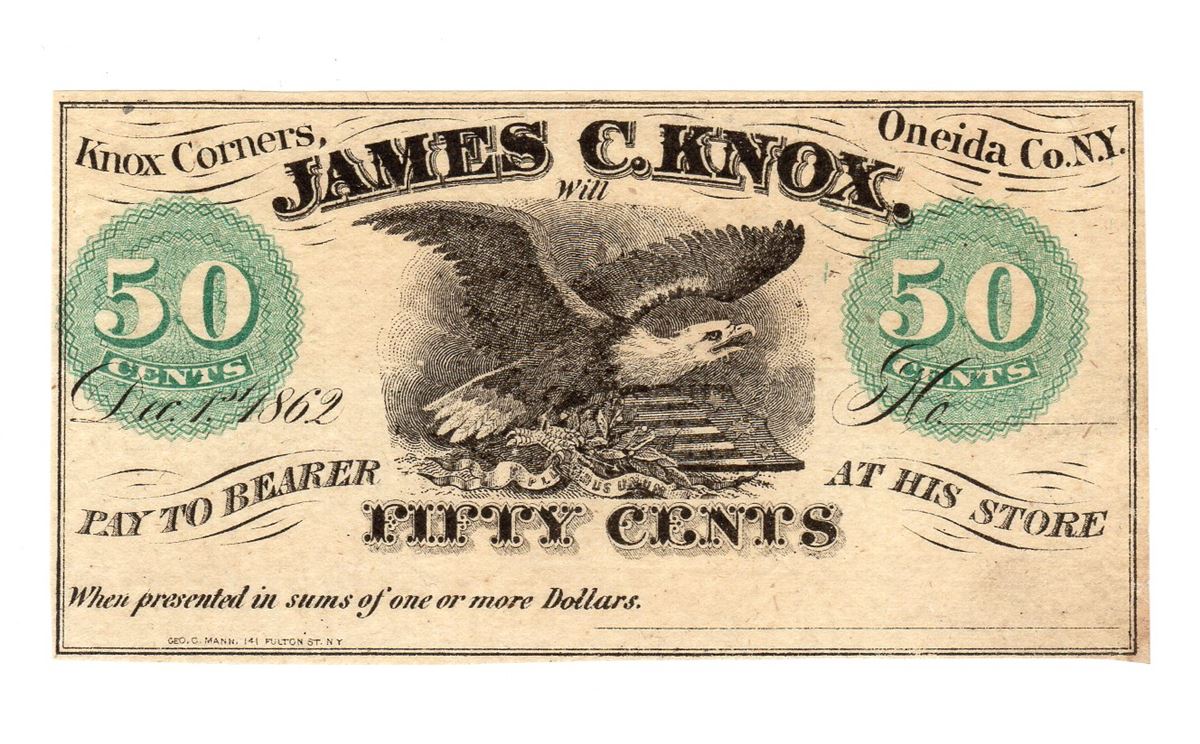 Knox Corners,
JAMES C. KNOX,
Oneida Co. N.Y.
Will
50
CENTS
50
CENTS
Dec. 1st 1862
No.
PAY TO BEARER
AT HIS STORE
FIFTY CENTS
When presented in sums of one or more Dollars.
GEO. C. MANN, 141 FULTON ST. N Y